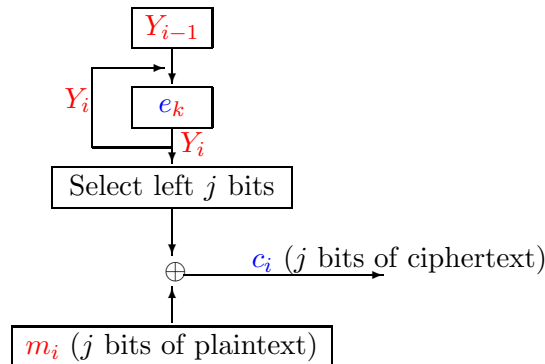 Y_{i−1}
Y_i
e_k
Y_i
Select left j bits
c_i (j bits of ciphertext)
⊕
m_i (j bits of plaintext)